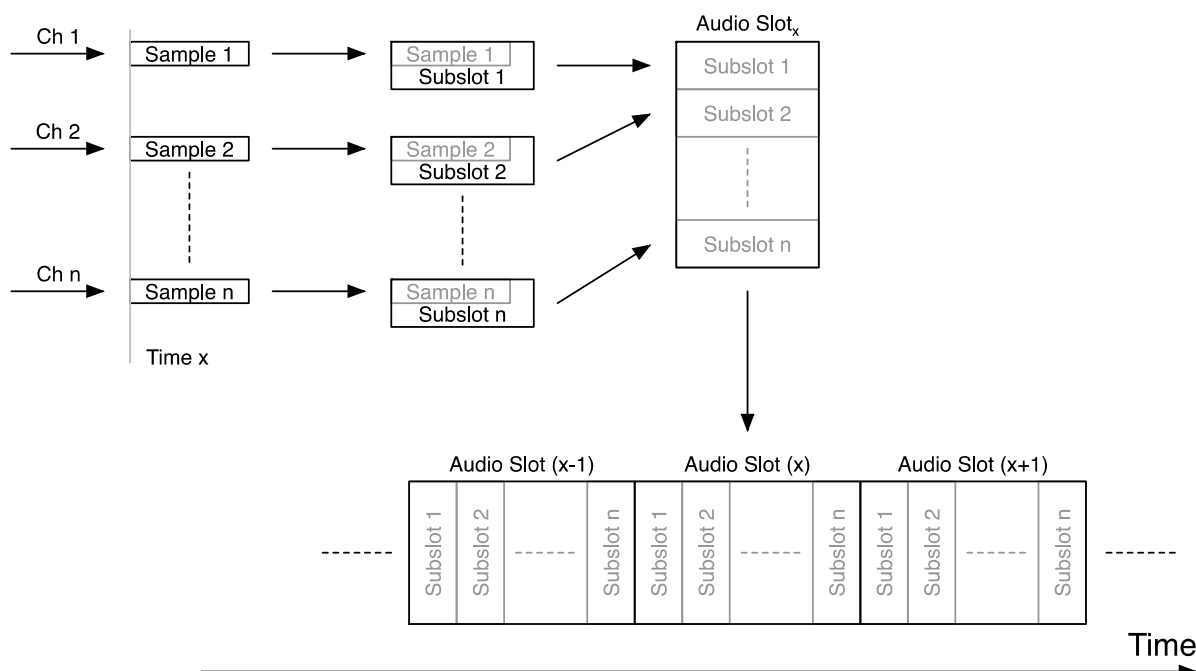 Ch 1
Sample 1
Sample 1
Subslot 1
Audio Slotx
Subslot 1
Subslot 2
Subslot n
Ch 2
Sample 2
Sample 2
Subslot 2
Ch n
Sample n
Sample n
Subslot n
Time x
Audio Slot (x-1)
Audio Slot (x)
Audio Slot (x+1)
Subslot 1
Subslot 2
Subslot n
Subslot 1
Subslot 2
Subslot n
Subslot 1
Subslot 2
Subslot n
Time